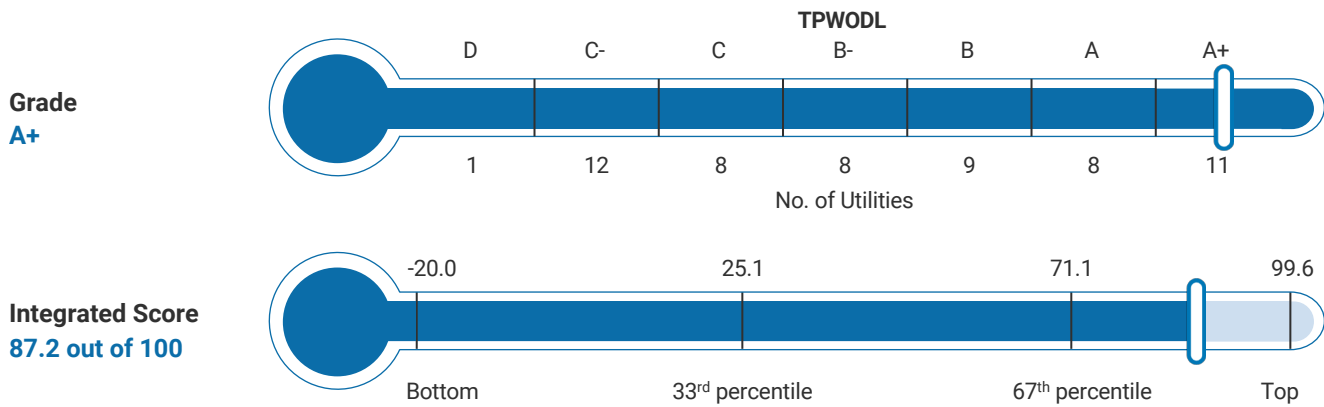 TPWODL
D C- C B- B A A+
Grade
A+
1 12 8 8 9 8 11
No. of Utilities
-20.0 25.1 71.1 99.6
Integrated Score
87.2 out of 100
Bottom 33rd percentile 67th percentile Top